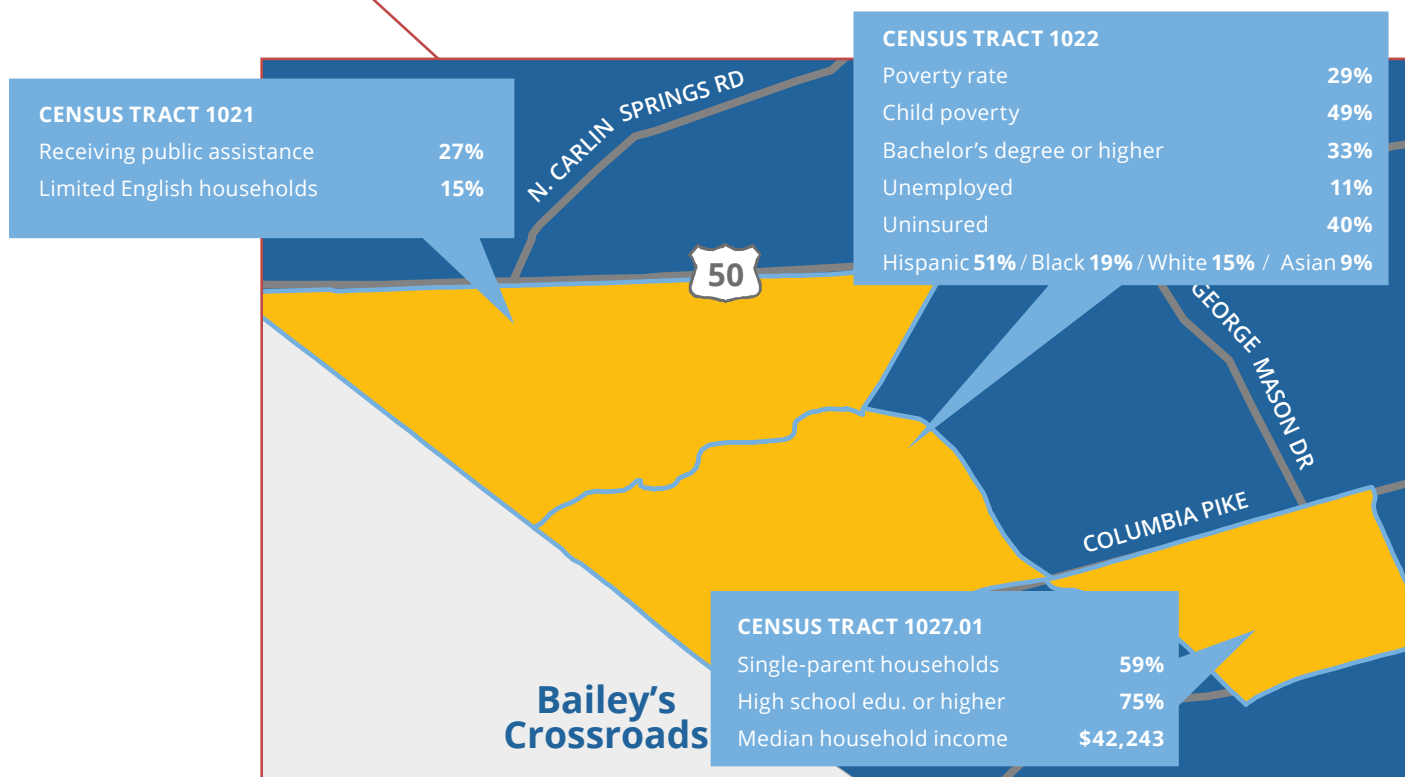 CENSUS TRACT 1022
Poverty rate 29%
Child poverty 49%
Bachelor’s degree or higher 33%
Unemployed 11%
Uninsured 40%
Hispanic 51% / Black 19% / White 15% / Asian 9%
CENSUS TRACT 1021
Receiving public assistance 27%
Limited English households 15%
N. CARLIN SPRINGS RD
50
GEORGE MASON DR
COLUMBIA PIKE
CENSUS TRACT 1027.01
Single-parent households 59%
High school edu. or higher 75%
Median household income $42,243
Bailey’s
Crossroads